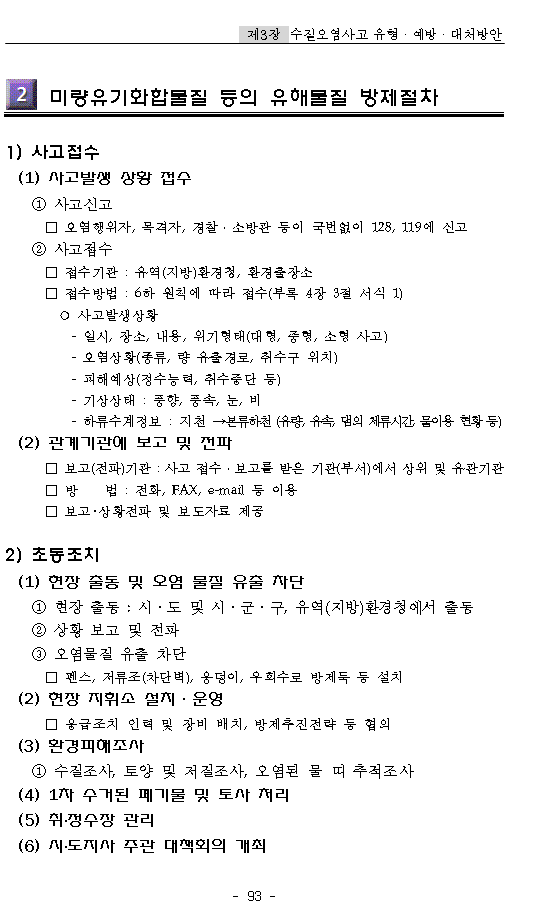 제3장 수질오염사고 유형 · 예방 · 대처방안
2 미량유기화합물질 등의 유해물질 방제절차
1) 사고접수
(1) 사고발생 상황 접수
① 사고신고
□ 오염행위자, 목격자, 경찰 · 소방관 등이 국번없이 128, 119에 신고
② 사고접수
□ 접수기관 : 유역(지방)환경청, 환경출장소
□ 접수방법 : 6하 원칙에 따라 접수(부록 4장 3절 서식 1)
○ 사고발생상황
- 일시, 장소, 내용, 위기형태(대형, 중형, 소형 사고)
- 오염상황(종류, 량 유출경로, 취수구 위치)
- 피해예상(정수능력, 취수중단 등)
- 기상상태 : 풍향, 풍속, 눈, 비
- 하류수계정보 : 지천 →본류하천 (유량, 유속, 댐의 체류시간, 물이용 현황 등)
(2) 관계기관에 보고 및 전파
□ 보고(전파)기관 : 사고 접수 · 보고를 받은 기관(부서)에서 상위 및 유관기관
□ 방 법 : 전화, FAX, e-mail 등 이용
□ 보고·상황전파 및 보도자료 제공
2) 초동조치
(1) 현장 출동 및 오염 물질 유출 차단
① 현장 출동 : 시 · 도 및 시 · 군 · 구, 유역(지방)환경청에서 출동
② 상황 보고 및 전파
③ 오염물질 유출 차단
□ 펜스, 저류조(차단벽), 웅덩이, 우회수로 방제둑 등 설치
(2) 현장 지휘소 설치 · 운영
□ 응급조치 인력 및 장비 배치, 방제추진전략 등 협의
(3) 환경피해조사
① 수질조사, 토양 및 저질조사, 오염된 물 띠 추적조사
(4) 1차 수거된 폐기물 및 토사 처리
(5) 취·정수장 관리
(6) 시·도지사 주관 대책회의 개최
- 93 -